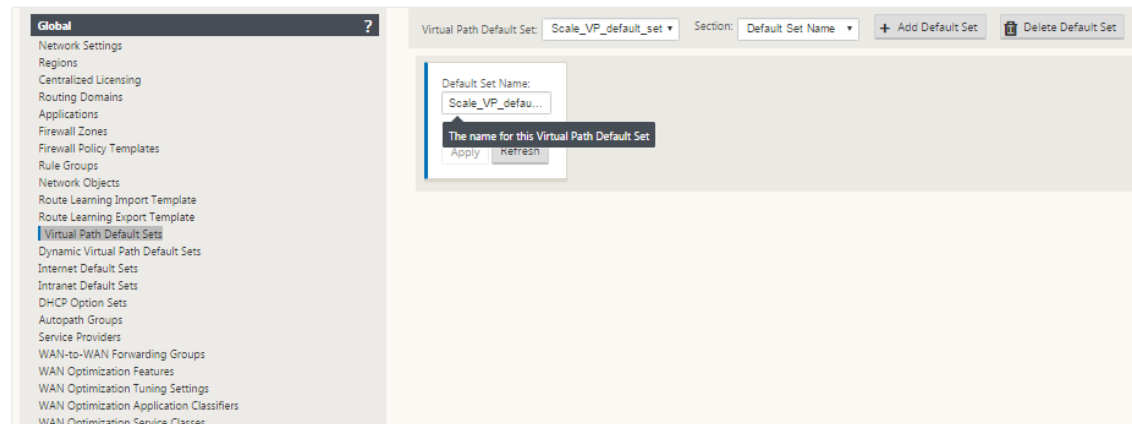 Global ?
Network Settings
Regions
Centralized Licensing
Routing Domains
Applications
Firewall Zones
Firewall Policy Templates
Rule Groups
Network Objects
Route Learning Import Template
Route Learning Export Template
Virtual Path Default Sets
Dynamic Virtual Path Default Sets
Internet Default Sets
Intranet Default Sets
DHCP Option Sets
Autopath Groups
Service Providers
WAN-to-WAN Forwarding Groups
WAN Optimization Features
WAN Optimization Tuning Settings
WAN Optimization Application Classifiers
WAN Optimization Service Classes
Virtual Path Default Set: Scale_VP_default_set Section: Default Set Name + Add Default Set Delete Default Set
Default Set Name:
Scale_VP_defau...
The name for this Virtual Path Default Set
Apply Refresh